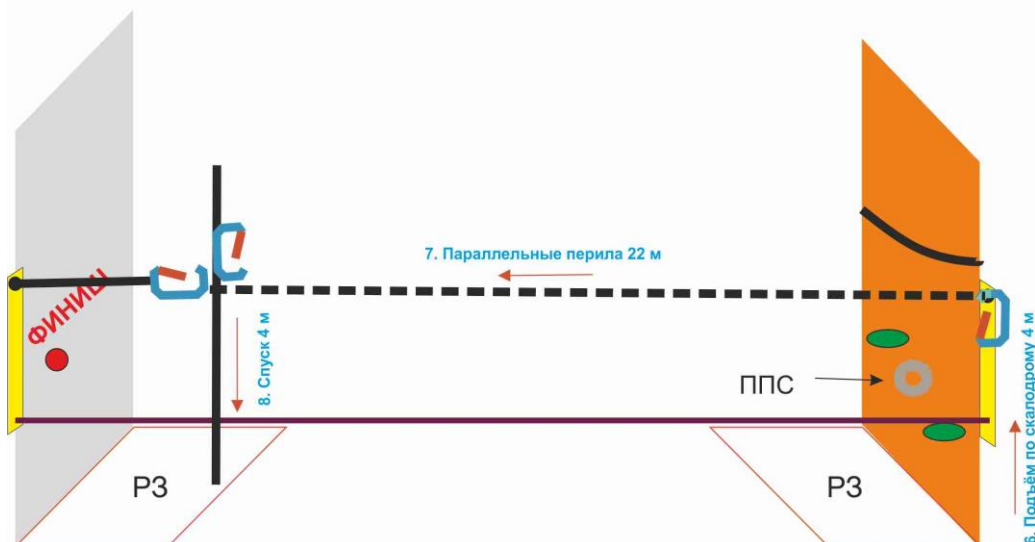 7. Параллельные перила 22 м
ФИНИШ
8. Спуск 4 м
ППС
6. Подъём по скалодрому 4 м
РЗ
РЗ